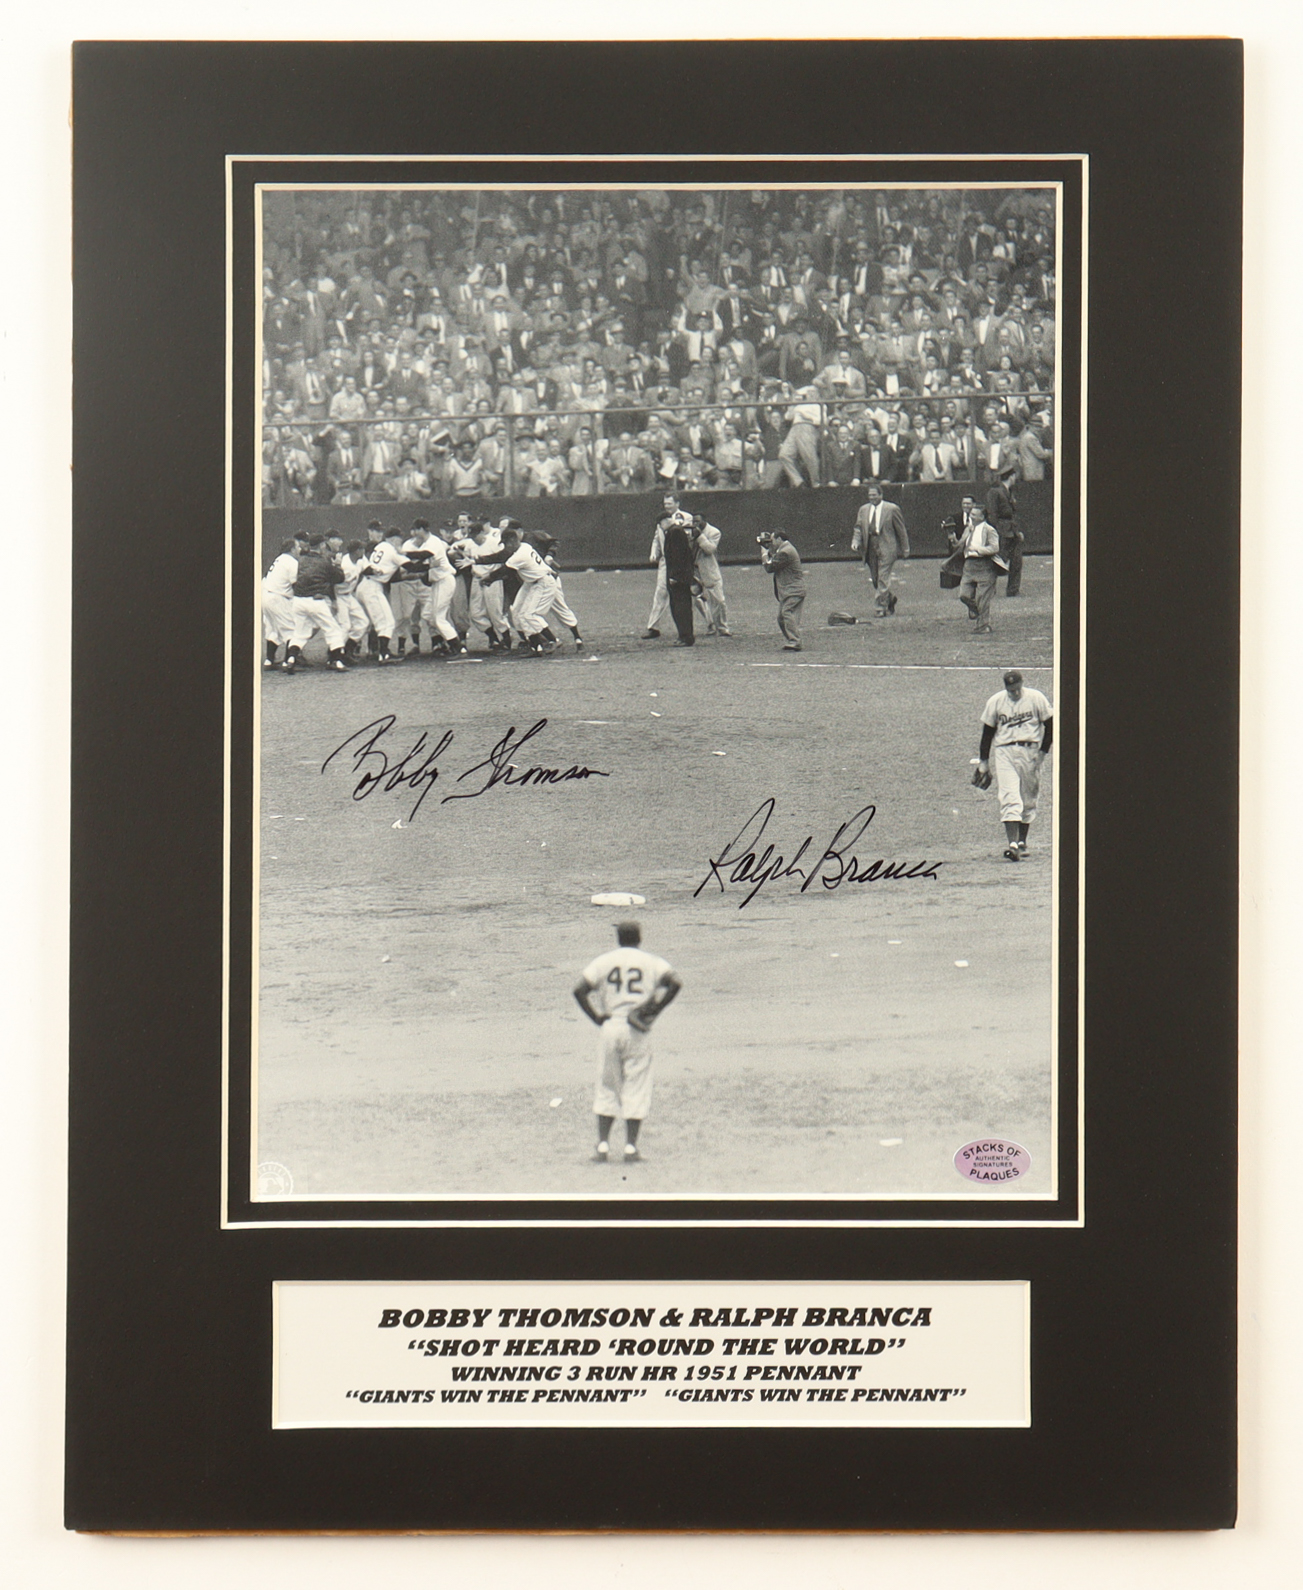 Dodgers
Bobby Thomson
Ralph Branca
42
STACKS OF
AUTHENTIC
SIGNATURES
PLAQUES
BOBBY THOMSON & RALPH BRANCA
“SHOT HEARD ‘ROUND THE WORLD”
WINNING 3 RUN HR 1951 PENNANT
“GIANTS WIN THE PENNANT” “GIANTS WIN THE PENNANT”